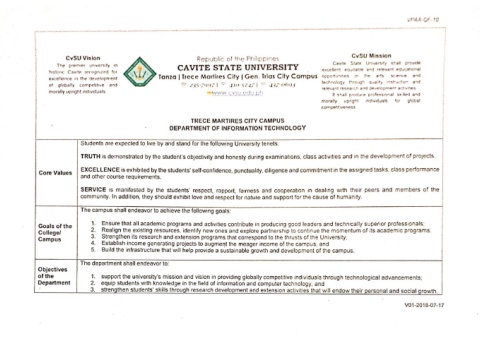 VPAA-QF-10
CvSU Vision
The premier university in
historic Cavite recognized for
excellence in the development
of globally competitive and
morally upright individuals
Republic of the Philippines
CAVITE STATE UNIVERSITY
Tanza | Trece Martires City | Gen. Trias City Campus
www.cvsu.edu.ph
CvSU Mission
Cavite State University shall provide
excellent, equitable and relevant educational
opportunities in the arts, science and
technology through quality instruction and
relevant research and development activities.
It shall produce professional, skilled and
morally upright individuals for global
competitiveness
TRECE MARTIRES CITY CAMPUS
DEPARTMENT OF INFORMATION TECHNOLOGY
Core Values
Students are expected to live by and stand for the following University tenets:
TRUTH is demonstrated by the student's objectivity and honesty during examinations, class activities and in the development of projects.
EXCELLENCE is exhibited by the students' self-confidence, punctuality, diligence and commitment in the assigned tasks, class performance
and other course requirements.
SERVICE is manifested by the students' respect, rapport, fairness and cooperation in dealing with their peers and members of the
community. In addition, they should exhibit love and respect for nature and support for the cause of humanity.
Goals of the
College/
Campus
The campus shall endeavor to achieve the following goals:
1. Ensure that all academic programs and activities contribute in producing good leaders and technically superior professionals;
2. Realign the existing resources, identify new ones and explore partnership to continue the momentum of its academic programs;
3. Strengthen its research and extension programs that correspond to the thrusts of the University;
4. Establish income generating projects to augment the meager income of the campus; and
5. Build the infrastructure that will help provide a sustainable growth and development of the campus.
Objectives
of the
Department
The department shall endeavor to:
1. support the university's mission and vision in providing globally competitive individuals through technological advancements;
2. equip students with knowledge in the field of information and computer technology; and
3. strengthen students' skills through research development and extension activities that will endow their personal and social growth.
V01-2018-07-17